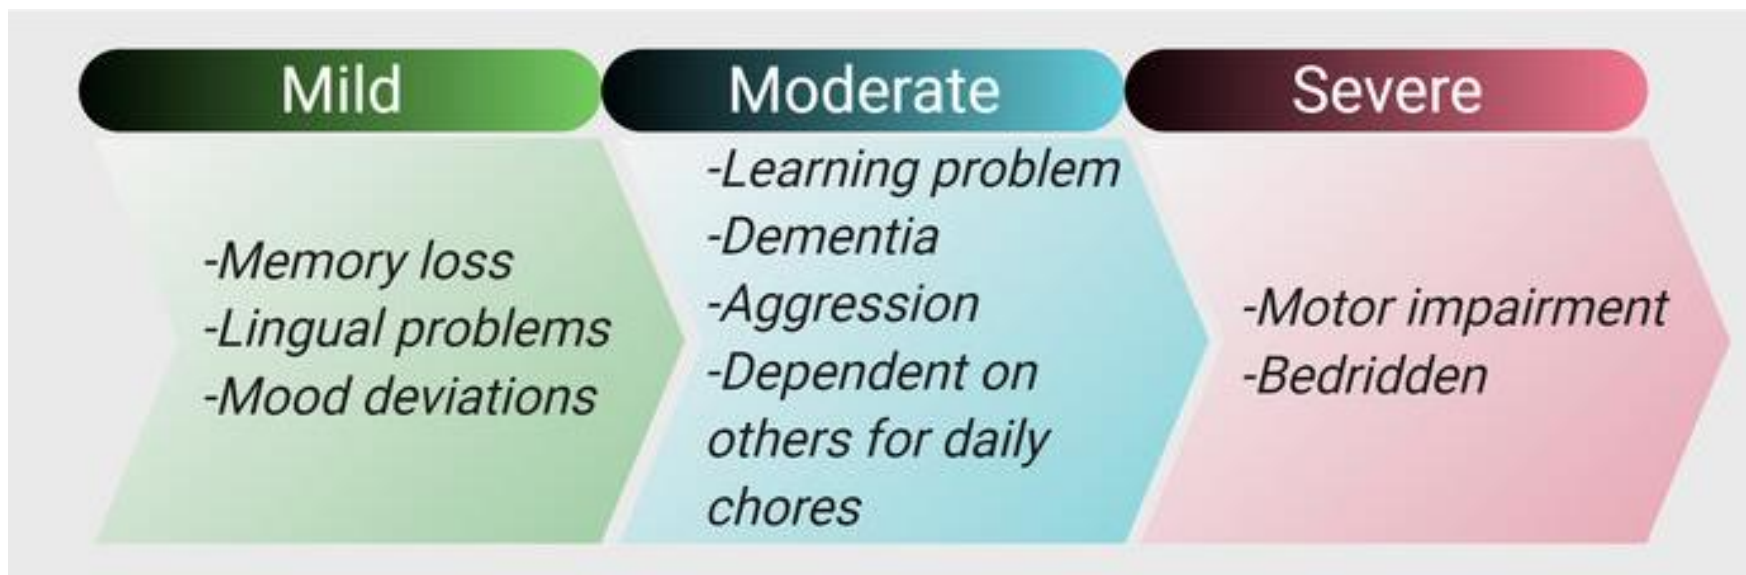 Mild
-Memory loss
-Lingual problems
-Mood deviations
Moderate
-Learning problem
-Dementia
-Aggression
-Dependent on
others for daily
chores
Severe
-Motor impairment
-Bedridden